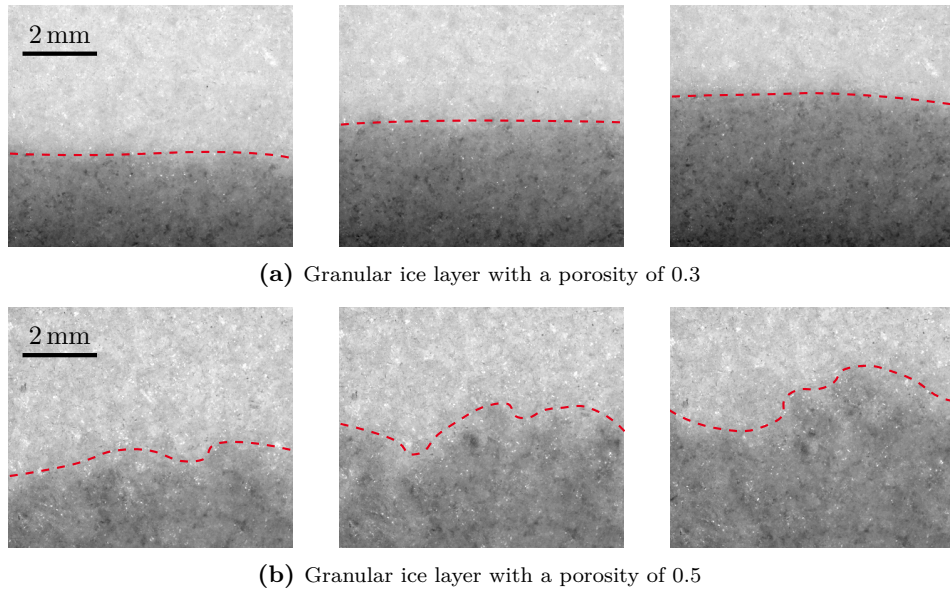 2 mm
(a) Granular ice layer with a porosity of 0.3
2 mm
(b) Granular ice layer with a porosity of 0.5